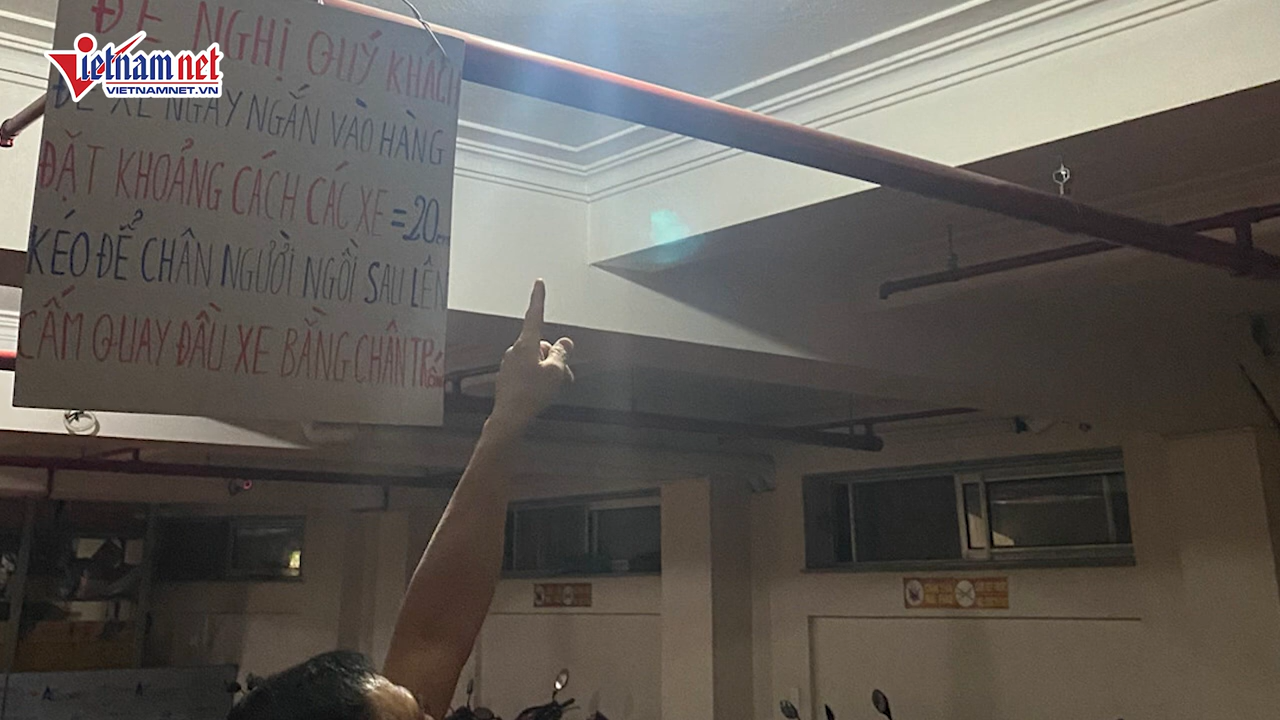 Vietnamnet
VIETNAMNET.VN
ĐỀ NGHỊ QUÝ KHÁCH
ĐỂ XE NGAY NGẮN VÀO HÀNG
ĐẶT KHOẢNG CÁCH CÁC XE = 20cm
KÉO ĐỂ CHÂN NGƯỜI NGỒI SAU LÊN
CẤM QUAY ĐẦU XE BẰNG CHÂN TRỐNG